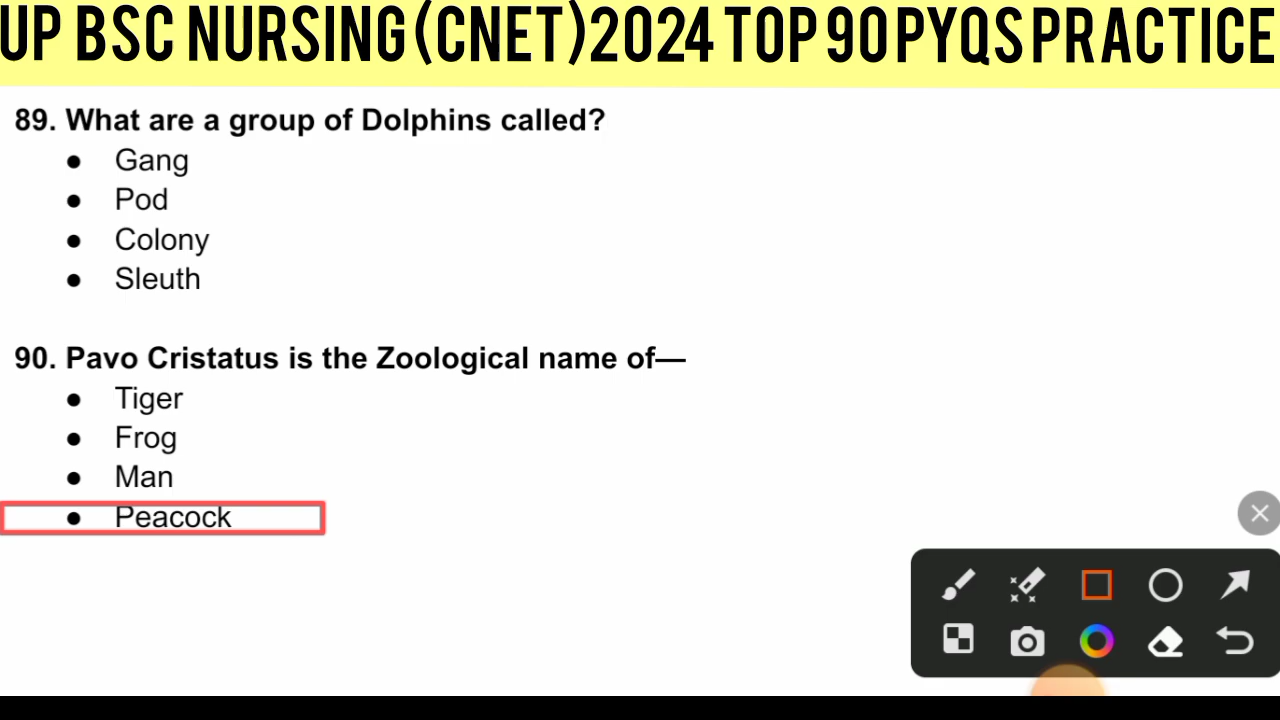 UP BSC NURSING(CNET)2024 TOP 90 PYQS PRACTICE
89. What are a group of Dolphins called?
● Gang
● Pod
● Colony
● Sleuth
90. Pavo Cristatus is the Zoological name of—
● Tiger
● Frog
● Man
● Peacock